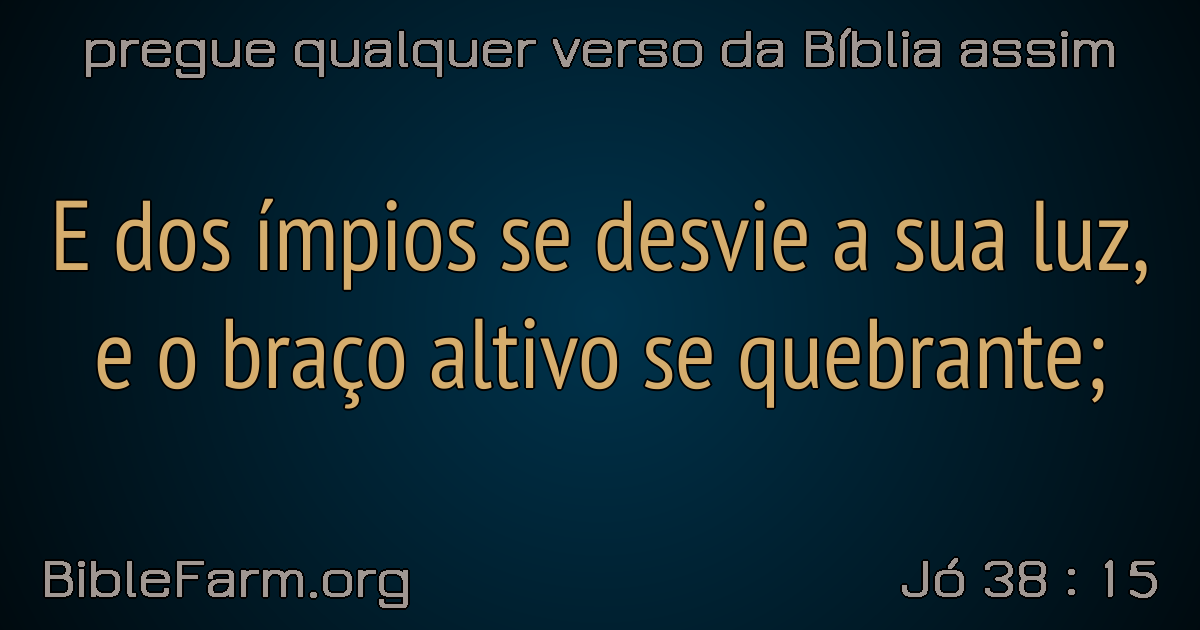 pregue qualquer verso da Bíblia assim
E dos ímpios se desvie a sua luz,
e o braço altivo se quebrante;
BibleFarm.org
Jó 38 : 15